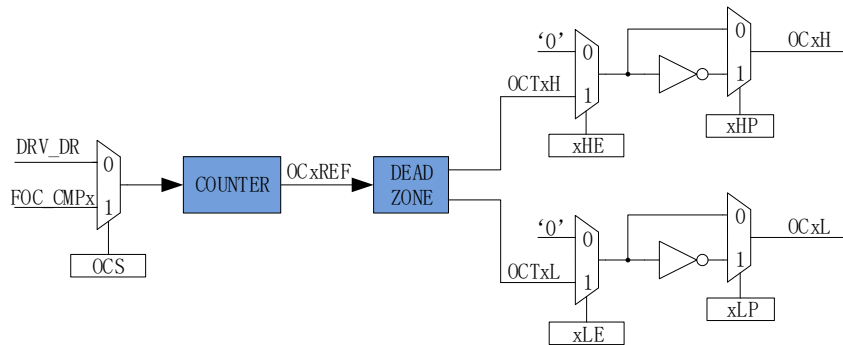 ‘0’ 0 OCTxH 1 xHE 0 1 xHP OCxH
DRV_DR 0 FOC_CMPx 1 OCS
COUNTER
OCxREF
DEAD
ZONE
‘0’ 0 OCTxL 1 xLE 0 1 xLP OCxL